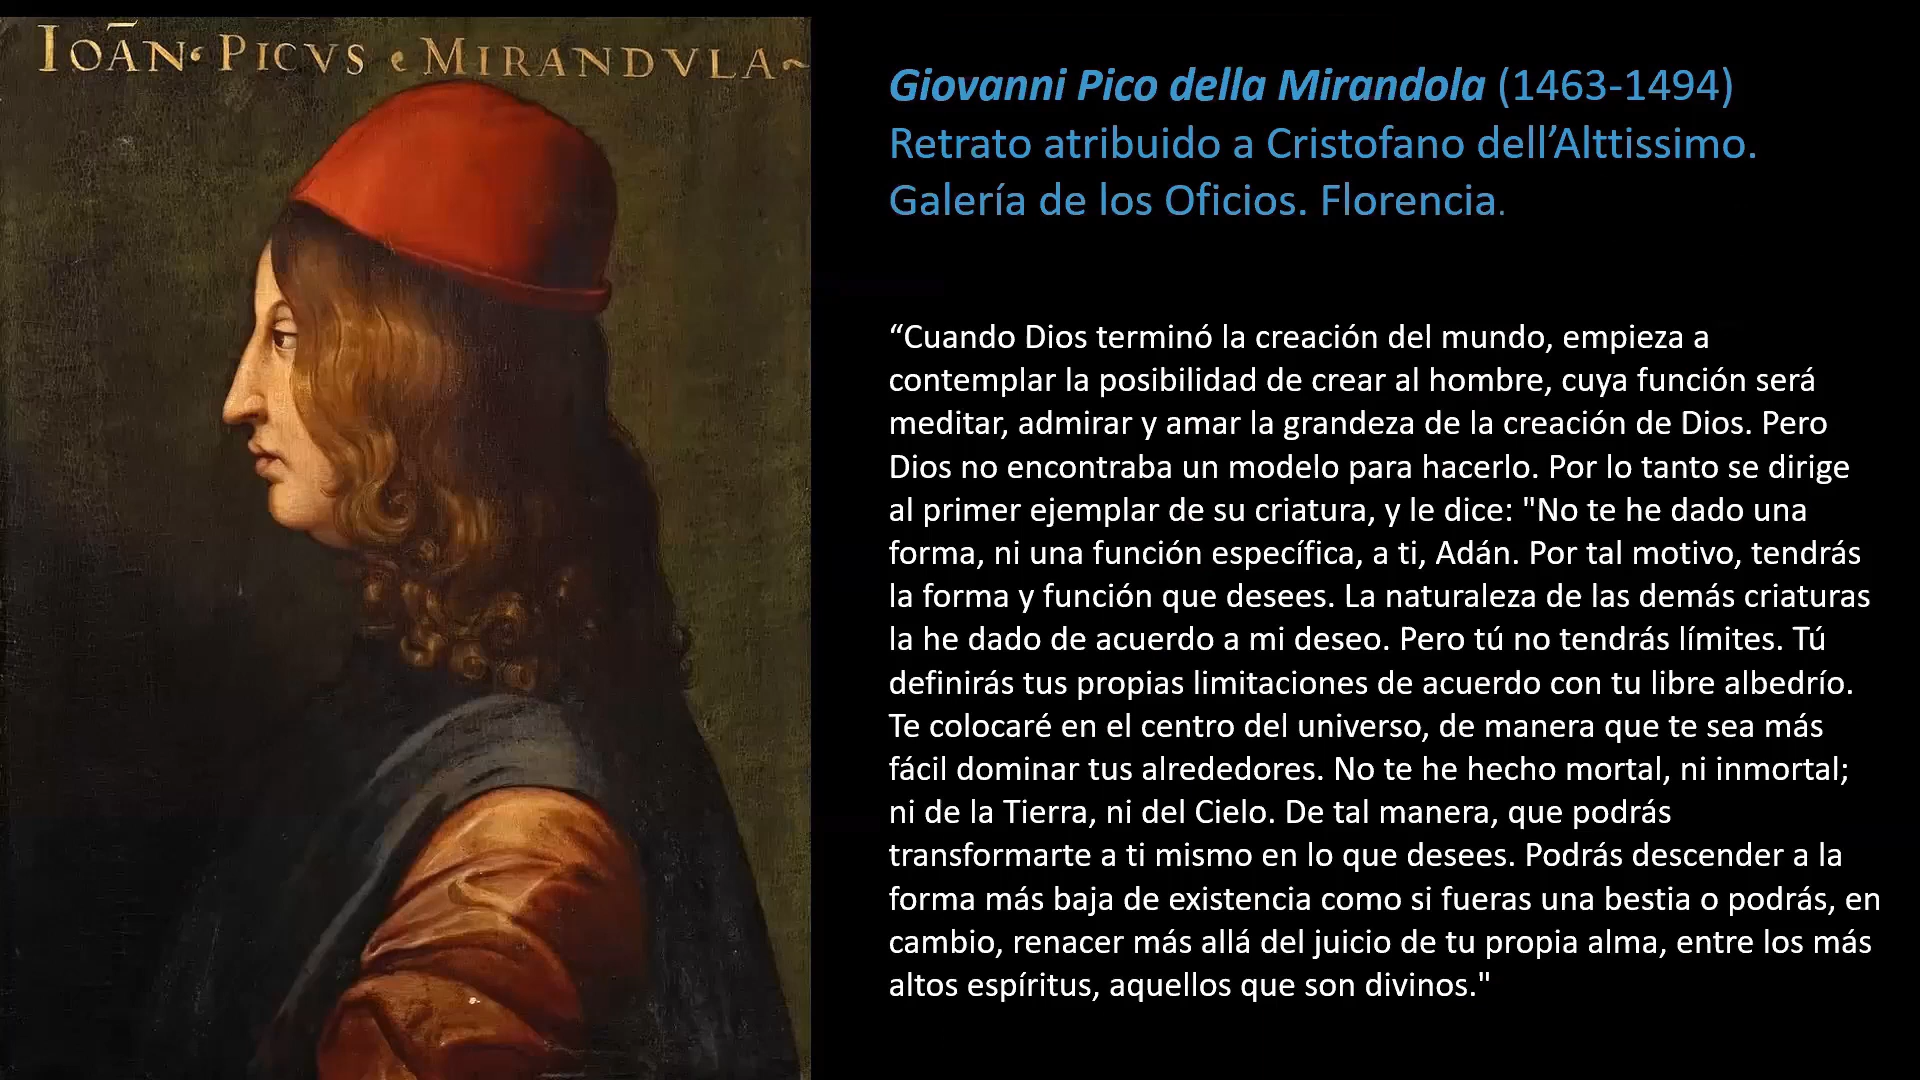 IOĀN· PICVS e MIRANDVLA~
Giovanni Pico della Mirandola (1463-1494)
Retrato atribuido a Cristofano dell’Alttissimo.
Galería de los Oficios. Florencia.
“Cuando Dios terminó la creación del mundo, empieza a
contemplar la posibilidad de crear al hombre, cuya función será
meditar, admirar y amar la grandeza de la creación de Dios. Pero
Dios no encontraba un modelo para hacerlo. Por lo tanto se dirige
al primer ejemplar de su criatura, y le dice: "No te he dado una
forma, ni una función específica, a ti, Adán. Por tal motivo, tendrás
la forma y función que desees. La naturaleza de las demás criaturas
la he dado de acuerdo a mi deseo. Pero tú no tendrás límites. Tú
definirás tus propias limitaciones de acuerdo con tu libre albedrío.
Te colocaré en el centro del universo, de manera que te sea más
fácil dominar tus alrededores. No te he hecho mortal, ni inmortal;
ni de la Tierra, ni del Cielo. De tal manera, que podrás
transformarte a ti mismo en lo que desees. Podrás descender a la
forma más baja de existencia como si fueras una bestia o podrás, en
cambio, renacer más allá del juicio de tu propia alma, entre los más
altos espíritus, aquellos que son divinos."